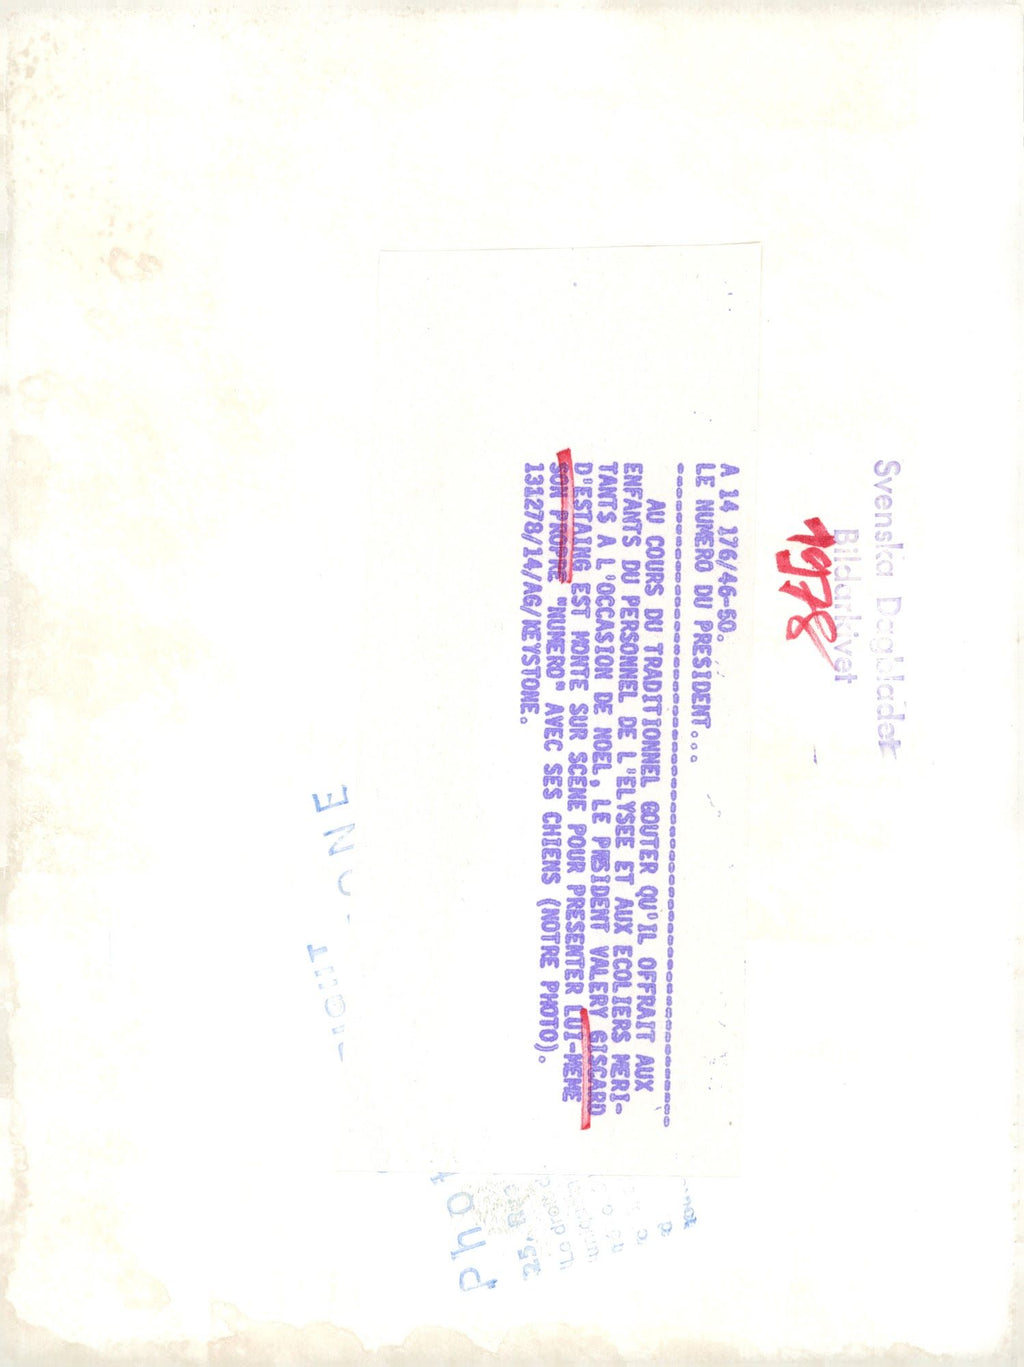 Svenska Dagbladet
Bildarkivet
1978
A 14 176/46-50.
LE NUMERO DU PRESIDENT...
AU COURS DU TRADITIONNEL GOUTER QU'IL OFFRAIT AUX
ENFANTS DU PERSONNEL DE L'ELYSEE ET AUX ECOLIERS MERI-
TANTS A L'OCCASION DE NOEL, LE PRESIDENT VALERY GISCARD
D'ESTAING EST MONTE SUR SCENE POUR PRESENTER LUI-MEME
SON PROPRE "NUMERO" AVEC SES CHIENS (NOTRE PHOTO).
131278/14/AG/KEYSTONE.
Phot
25,